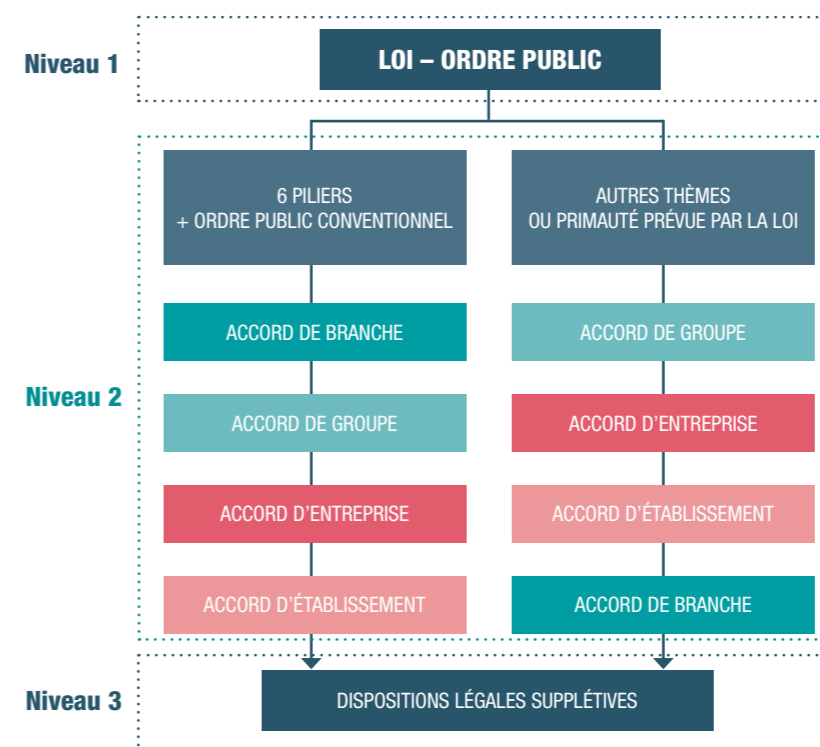 Niveau 1
LOI – ORDRE PUBLIC
Niveau 2
6 PILIERS
+ ORDRE PUBLIC CONVENTIONNEL
ACCORD DE BRANCHE
ACCORD DE GROUPE
ACCORD D’ENTREPRISE
ACCORD D’ÉTABLISSEMENT
AUTRES THÈMES
OU PRIMAUTÉ PRÉVUE PAR LA LOI
ACCORD DE GROUPE
ACCORD D’ENTREPRISE
ACCORD D’ÉTABLISSEMENT
ACCORD DE BRANCHE
Niveau 3
DISPOSITIONS LÉGALES SUPPLÉTIVES